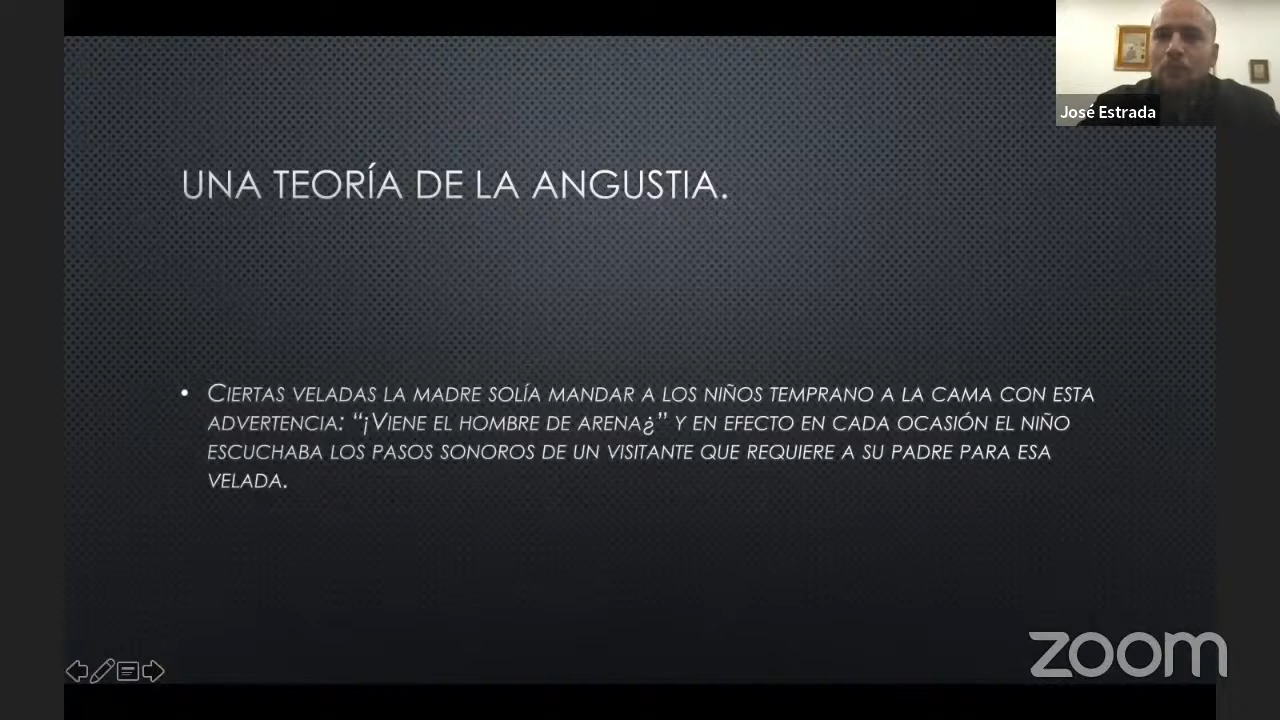 José Estrada
UNA TEORÍA DE LA ANGUSTIA.
• CIERTAS VELADAS LA MADRE SOLÍA MANDAR A LOS NIÑOS TEMPRANO A LA CAMA CON ESTA
ADVERTENCIA: “¡VIENE EL HOMBRE DE ARENA¿” Y EN EFECTO EN CADA OCASIÓN EL NIÑO
ESCUCHABA LOS PASOS SONOROS DE UN VISITANTE QUE REQUIERE A SU PADRE PARA ESA
VELADA.
zoom